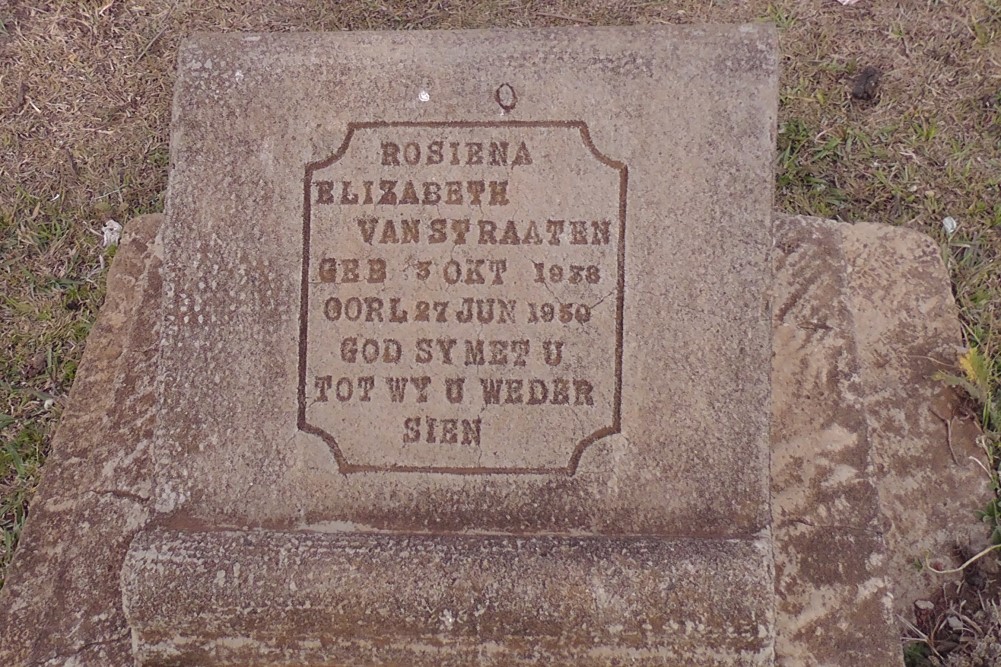 ROSIENA
ELIZABETH
VAN STRAATEN
GEB 3 OKT 1938
OORL 27 JUN 1950
GOD SY MET U
TOT WY U WEDER
SIEN